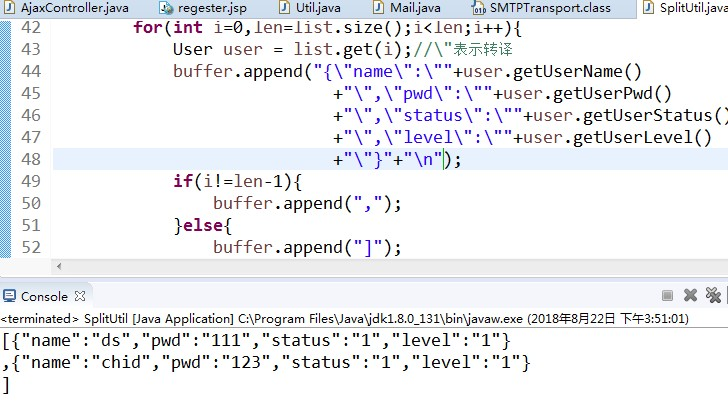 AjaxController.java regester.jsp Util.java Mail.java SMTPTransport.class SplitUtil.java
42 for(int i=0,len=list.size();i<len;i++){
43 User user = list.get(i);//\"表示转译
44 buffer.append("{\"name\":\""+user.getUserName()
45 +"\",\"pwd\":\""+user.getUserPwd()
46 +"\",\"status\":\""+user.getUserStatus()
47 +"\",\"level\":\""+user.getUserLevel()
48 +"\"}"+"\n");
49 if(i!=len-1){
50 buffer.append(",");
51 }else{
52 buffer.append("]");
Console
<terminated> SplitUtil [Java Application] C:\Program Files\Java\jdk1.8.0_131\bin\javaw.exe (2018年8月22日 下午3:51:01)
[{"name":"ds","pwd":"111","status":"1","level":"1"}
,{"name":"chid","pwd":"123","status":"1","level":"1"}
]